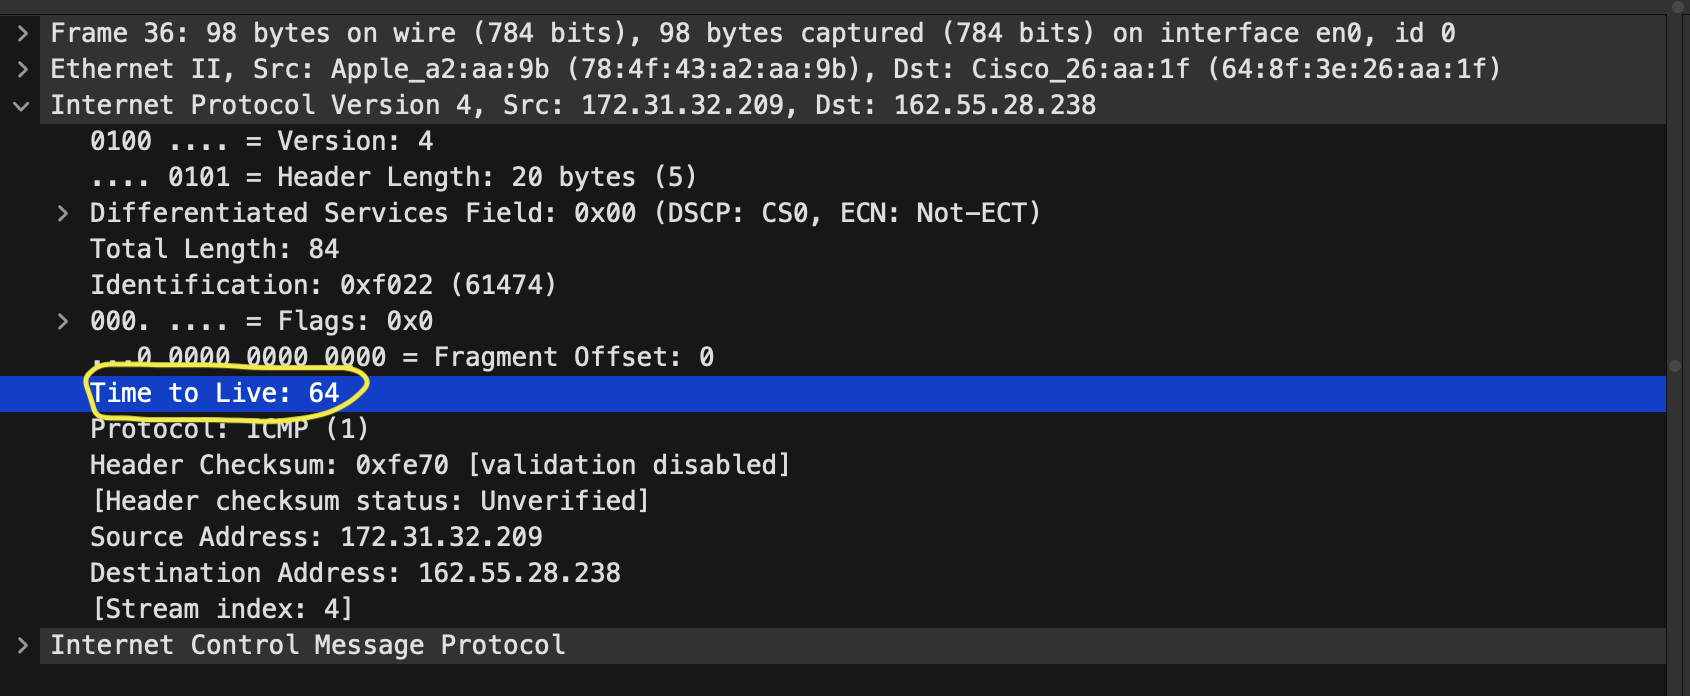 Frame 36: 98 bytes on wire (784 bits), 98 bytes captured (784 bits) on interface en0, id 0
Ethernet II, Src: Apple_a2:aa:9b (78:4f:43:a2:aa:9b), Dst: Cisco_26:aa:1f (64:8f:3e:26:aa:1f)
Internet Protocol Version 4, Src: 172.31.32.209, Dst: 162.55.28.238
0100 .... = Version: 4
.... 0101 = Header Length: 20 bytes (5)
Differentiated Services Field: 0x00 (DSCP: CS0, ECN: Not-ECT)
Total Length: 84
Identification: 0xf022 (61474)
000. .... = Flags: 0x0
...0 0000 0000 0000 = Fragment Offset: 0
Time to Live: 64
Protocol: ICMP (1)
Header Checksum: 0xfe70 [validation disabled]
[Header checksum status: Unverified]
Source Address: 172.31.32.209
Destination Address: 162.55.28.238
[Stream index: 4]
Internet Control Message Protocol